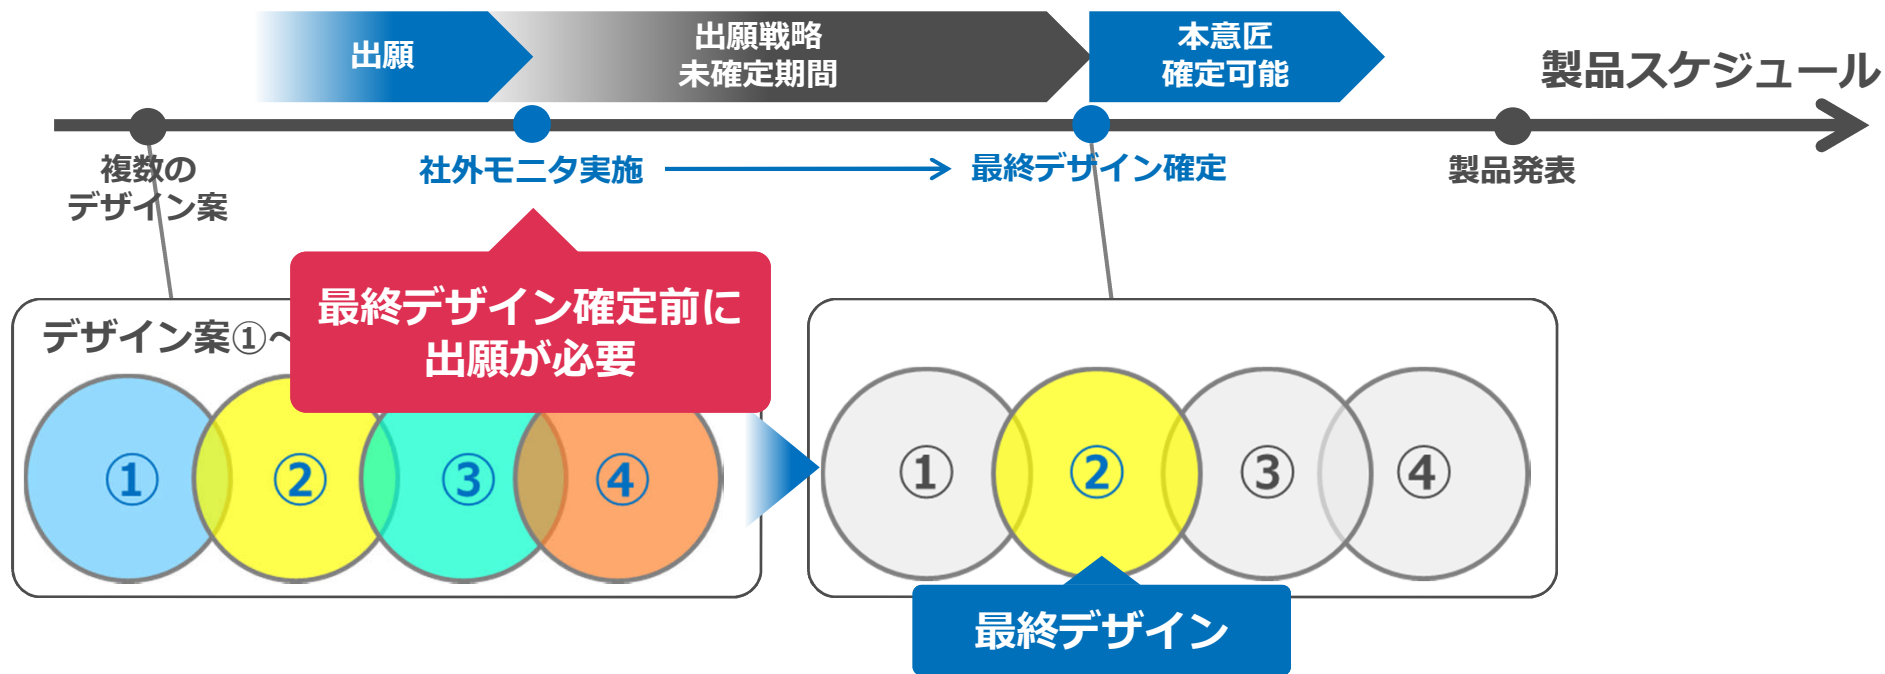 出願
出願戦略
未確定期間
本意匠
確定可能
製品スケジュール
複数の
デザイン案
社外モニタ実施
最終デザイン確定
製品発表
最終デザイン確定前に
出願が必要
デザイン案①~
①
②
③
④
①
②
③
④
最終デザイン